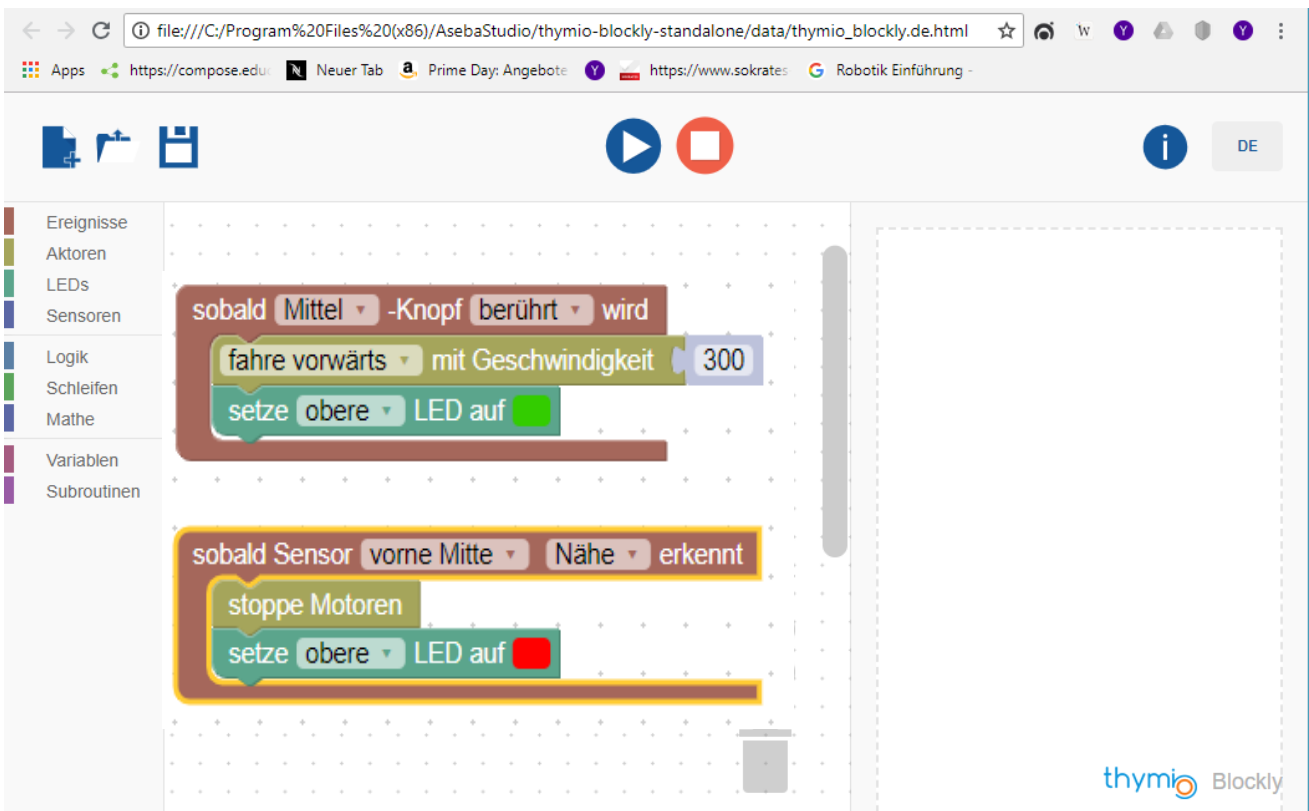 file:///C:/Program%20Files%20(x86)/AsebaStudio/thymio-blockly-standalone/data/thymio_blockly.de.html
W Y Y
Apps https://compose.educ Neuer Tab Prime Day: Angebote Y https://www.sokrates Robotik Einführung -
DE
Ereignisse
Aktoren
LEDs
Sensoren
Logik
Schleifen
Mathe
Variablen
Subroutinen
sobald Mittel -Knopf berührt wird
fahre vorwärts mit Geschwindigkeit 300
setze obere LED auf
sobald Sensor vorne Mitte Nähe erkennt
stoppe Motoren
setze obere LED auf
thymio Blockly